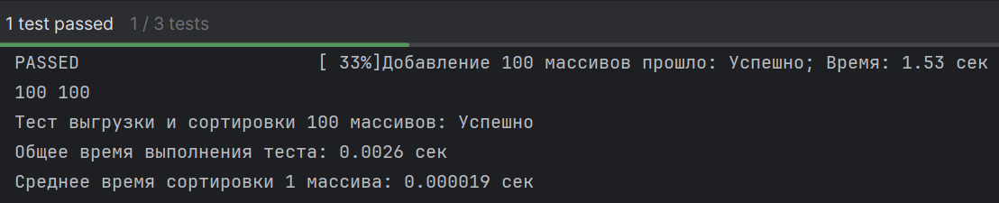 1 test passed 1 / 3 tests
PASSED [ 33%]Добавление 100 массивов прошло: Успешно; Время: 1.53 сек
100 100
Тест выгрузки и сортировки 100 массивов: Успешно
Общее время выполнения теста: 0.0026 сек
Среднее время сортировки 1 массива: 0.000019 сек